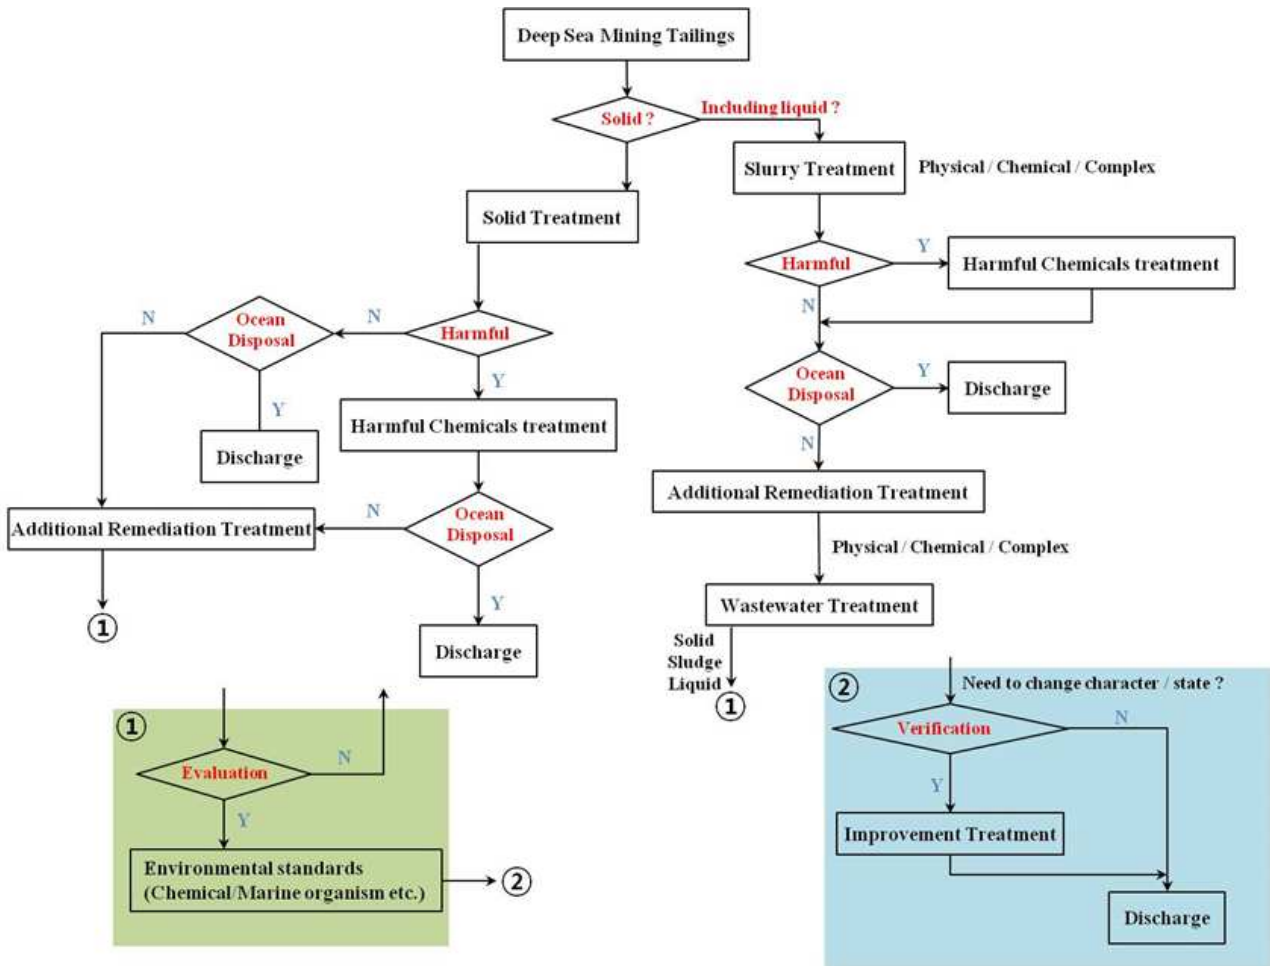 Deep Sea Mining Tailings
Solid ?
Including liquid ?
Slurry Treatment
Physical / Chemical / Complex
Solid Treatment
Harmful
Y
Harmful Chemicals treatment
N
Ocean
Disposal
N
N
Harmful
Y
Y
Harmful Chemicals treatment
Discharge
Ocean
Disposal
Y
Discharge
N
Additional Remediation Treatment
Physical / Chemical / Complex
Wastewater Treatment
Solid
Sludge
Liquid
①
Additional Remediation Treatment
N
Ocean
Disposal
Y
Discharge
①
①
Evaluation
N
Y
Environmental standards
(Chemical/Marine organism etc.)
②
②
Need to change character / state ?
Verification
N
Y
Improvement Treatment
Discharge